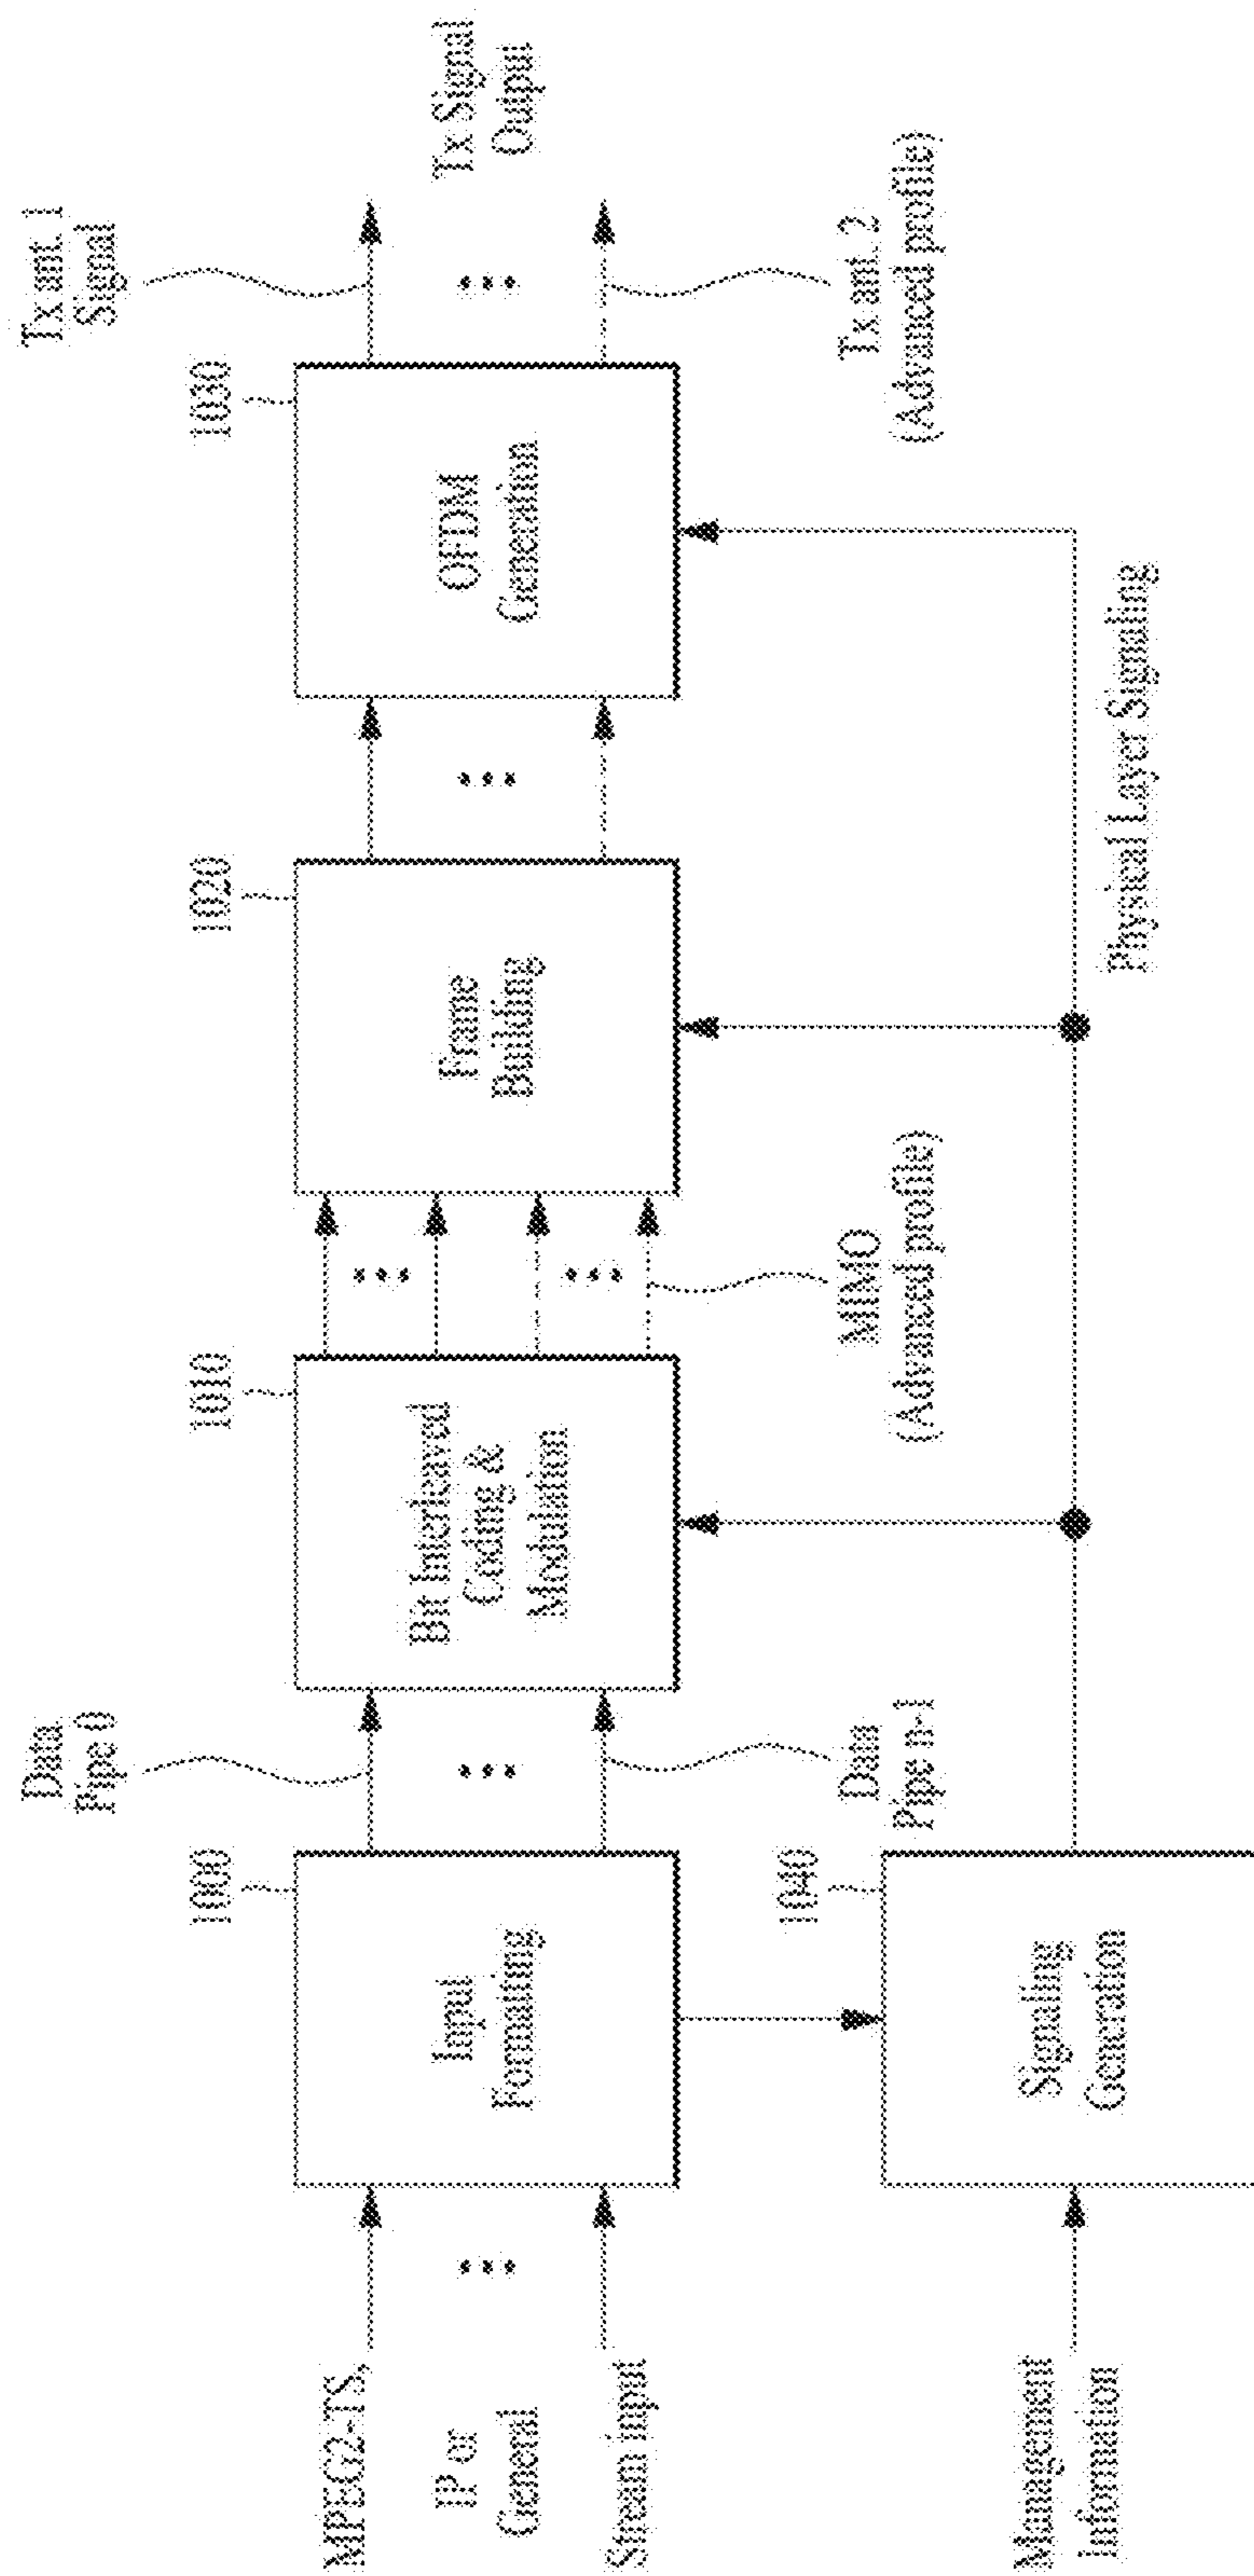 MPEG2-TS,
IP or
General
Stream input
Management
Information
1000
Input
Formating
1040
Signaling
Generation
Data
Pipe 0
Data
Pipe n-1
1010
Bit Interleaved
Coding &
Modulation
MIMO
(Advanced profile)
1020
Frame
Building
Physical Layer Signaling
1030
OFDM
Generation
Tx ant. 1
Signal
Tx ant. 2
(Advanced profile)
Tx Signal
Output